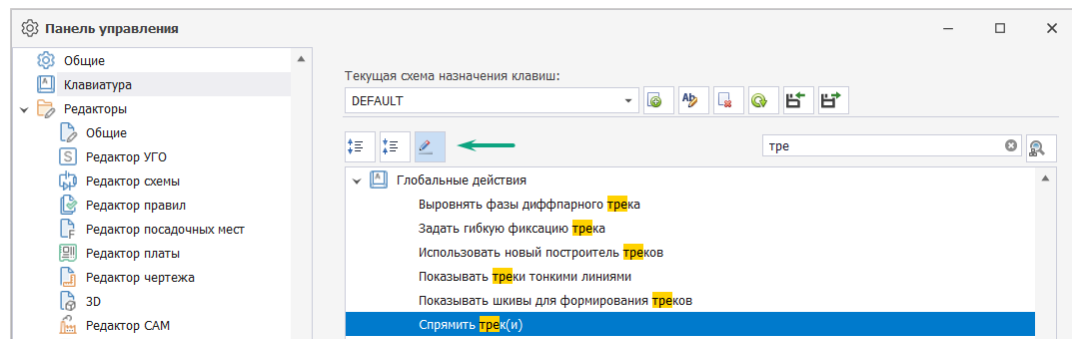 Панель управления
Общие
Клавиатура
Редакторы
Общие
Редактор УГО
Редактор схемы
Редактор правил
Редактор посадочных мест
Редактор платы
Редактор чертежа
3D
Редактор CAM
Текущая схема назначения клавиш:
DEFAULT
тре
Глобальные действия
Выровнять фазы диффпарного трека
Задать гибкую фиксацию трека
Использовать новый построитель треков
Показывать треки тонкими линиями
Показывать шкивы для формирования треков
Спрямить трек(и)